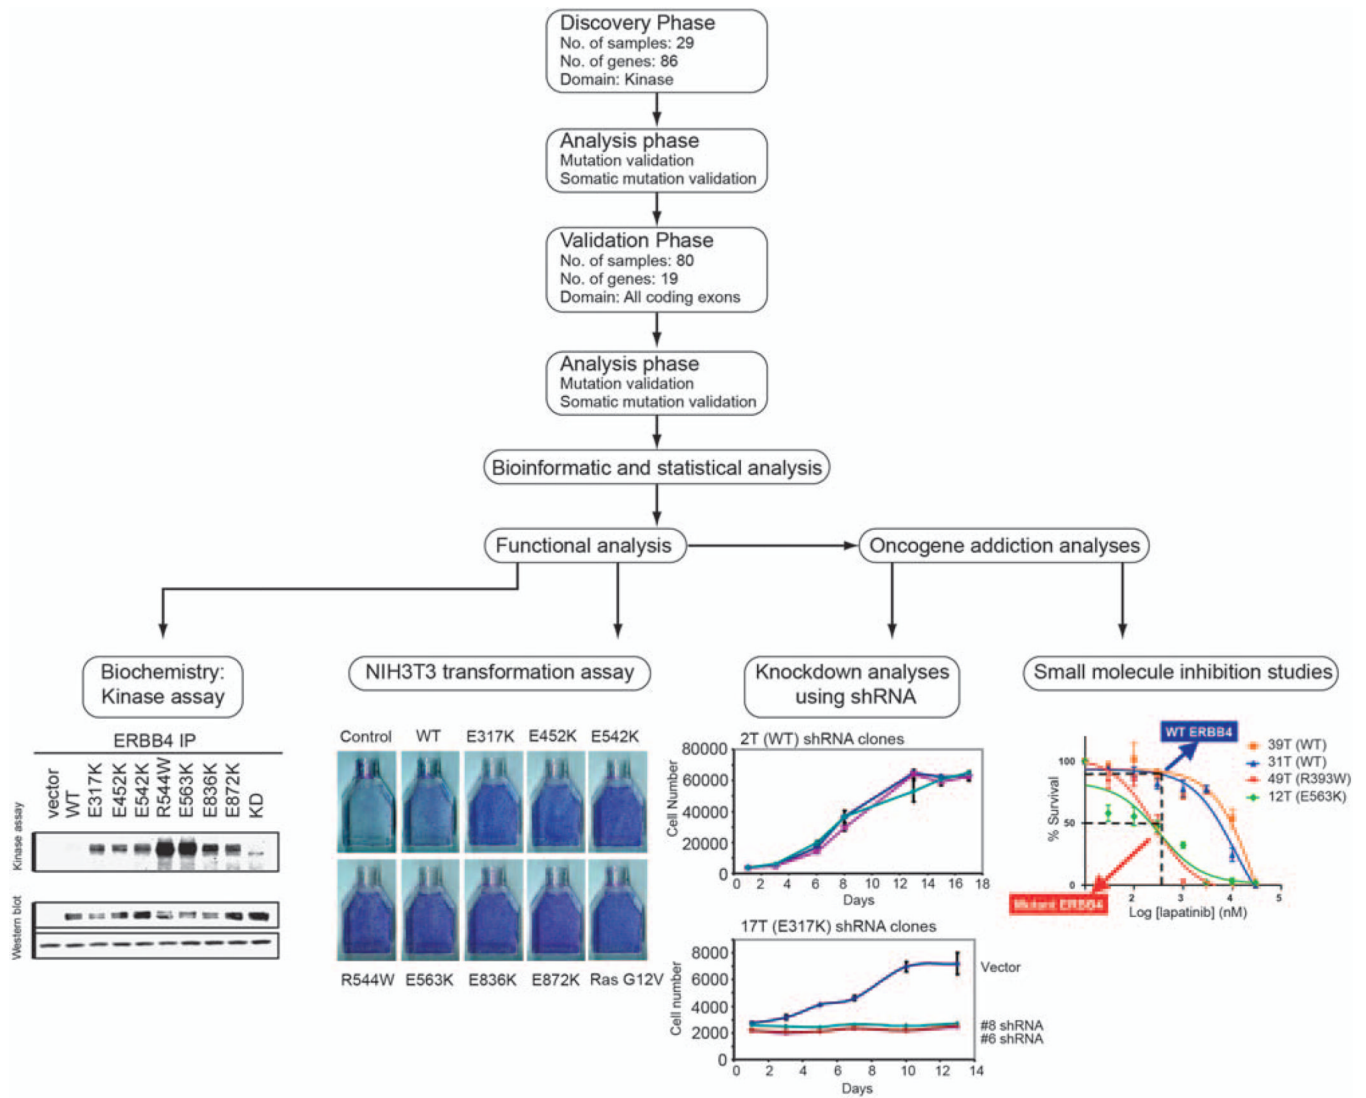 Discovery Phase
No. of samples: 29
No. of genes: 86
Domain: Kinase
Analysis phase
Mutation validation
Somatic mutation validation
Validation Phase
No. of samples: 80
No. of genes: 19
Domain: All coding exons
Analysis phase
Mutation validation
Somatic mutation validation
Bioinformatic and statistical analysis
Functional analysis
Oncogene addiction analyses
Biochemistry:
Kinase assay
NIH3T3 transformation assay
Knockdown analyses
using shRNA
Small molecule inhibition studies
ERBB4 IP
vector
WT
E317K
E452K
E542K
R544W
E563K
E836K
E872K
KD
Kinase assay
Western blot
Control WT E317K E452K E542K
R544W E563K E836K E872K Ras G12V
2T (WT) shRNA clones
Cell Number
80000
60000
40000
20000
0
0 2 4 6 8 10 12 14 16 18
Days
17T (E317K) shRNA clones
Cell number
8000
6000
4000
2000
0
0 2 4 6 8 10 12 14
Days
Vector
#8 shRNA
#6 shRNA
WT ERBB4
39T (WT)
31T (WT)
49T (R393W)
12T (E563K)
% Survival
100
50
0
1 2 3 4 5
Mutant ERBB4
Log [lapatinib] (nM)